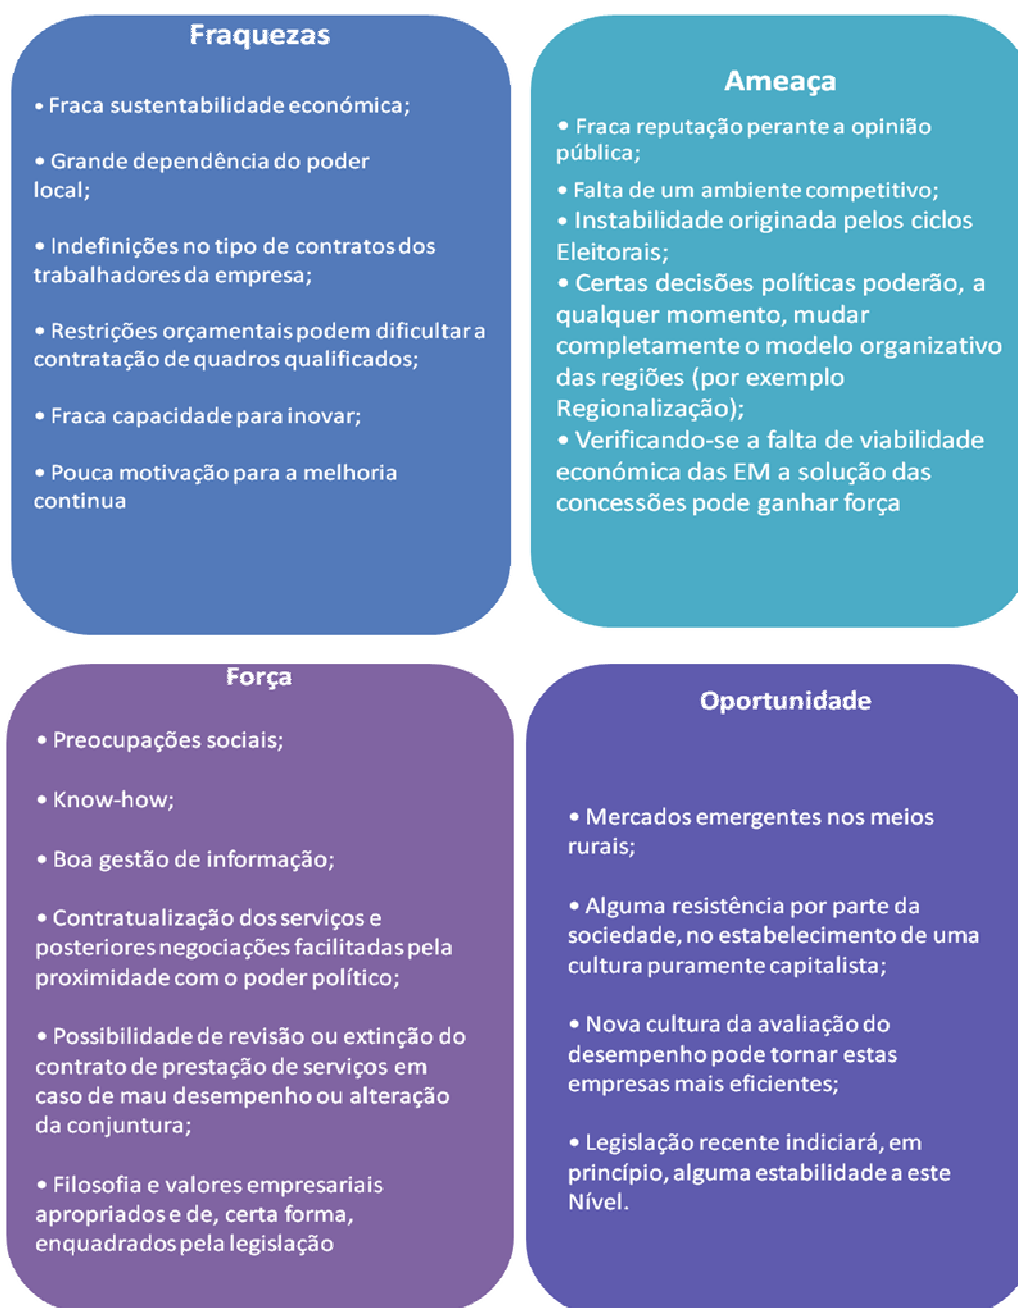 Fraquezas
• Fraca sustentabilidade económica;
• Grande dependência do poder
local;
• Indefinições no tipo de contratos dos
trabalhadores da empresa;
• Restrições orçamentais podem dificultar a
contratação de quadros qualificados;
• Fraca capacidade para inovar;
• Pouca motivação para a melhoria
continua
Ameaça
• Fraca reputação perante a opinião
pública;
• Falta de um ambiente competitivo;
• Instabilidade originada pelos ciclos
Eleitorais;
• Certas decisões políticas poderão, a
qualquer momento, mudar
completamente o modelo organizativo
das regiões (por exemplo
Regionalização);
• Verificando-se a falta de viabilidade
económica das EM a solução das
concessões pode ganhar força
Força
• Preocupações sociais;
• Know-how;
• Boa gestão de informação;
• Contratualização dos serviços e
posteriores negociações facilitadas pela
proximidade com o poder político;
• Possibilidade de revisão ou extinção do
contrato de prestação de serviços em
caso de mau desempenho ou alteração
da conjuntura;
• Filosofia e valores empresariais
apropriados e de, certa forma,
enquadrados pela legislação
Oportunidade
• Mercados emergentes nos meios
rurais;
• Alguma resistência por parte da
sociedade, no estabelecimento de uma
cultura puramente capitalista;
• Nova cultura da avaliação do
desempenho pode tornar estas
empresas mais eficientes;
• Legislação recente indiciará, em
princípio, alguma estabilidade a este
Nível.